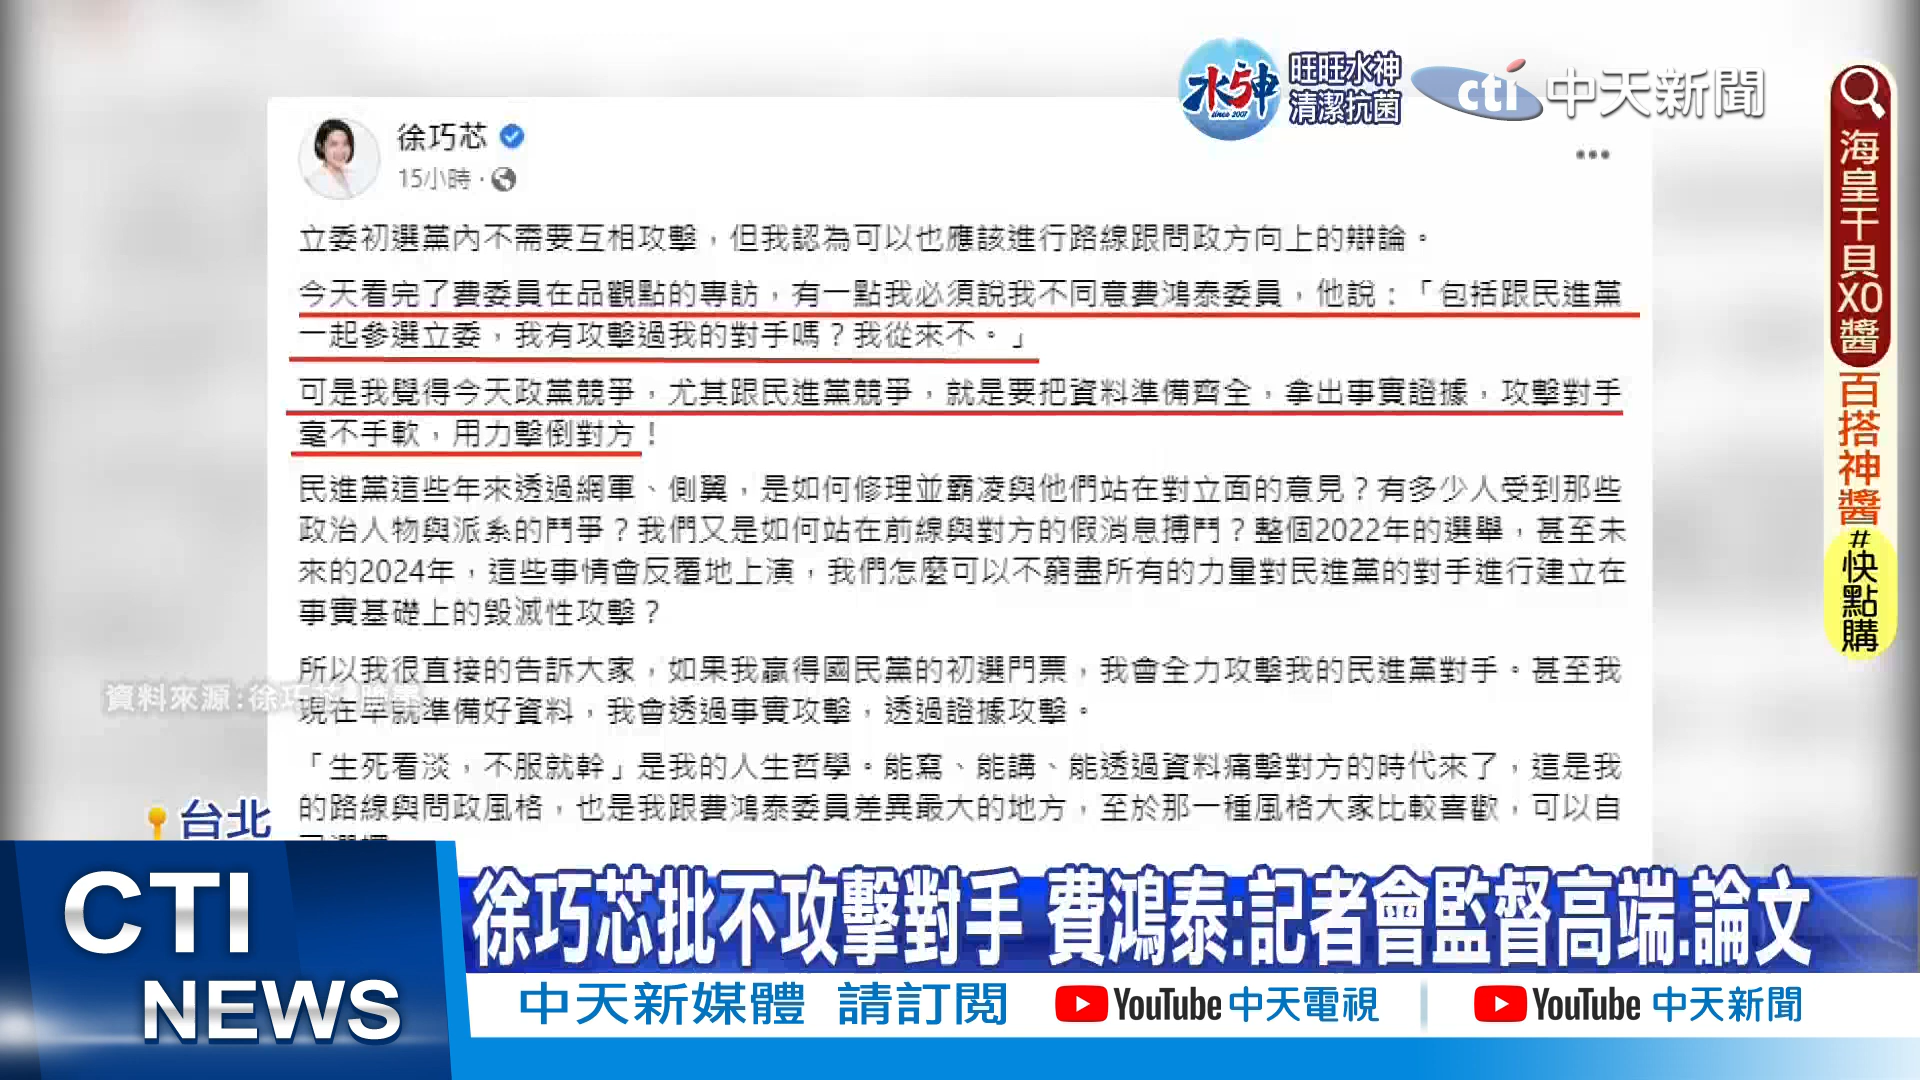 水神
since 2007
旺旺水神
清潔抗菌
cti 中天新聞
徐巧芯
15小時 ·
立委初選黨內不需要互相攻擊，但我認為可以也應該進行路線跟問政方向上的辯論。
今天看完了費委員在品觀點的專訪，有一點我必須說我不同意費鴻泰委員，他說：「包括跟民進黨
一起參選立委，我有攻擊過我的對手嗎？我從來不。」
可是我覺得今天政黨競爭，尤其跟民進黨競爭，就是要把資料準備齊全，拿出事實證據，攻擊對手
毫不手軟，用力擊倒對方！
民進黨這些年來透過網軍、側翼，是如何修理並霸凌與他們站在對立面的意見？有多少人受到那些
政治人物與派系的鬥爭？我們又是如何站在前線與對方的假消息搏鬥？整個2022年的選舉，甚至未
來的2024年，這些事情會反覆地上演，我們怎麼可以不窮盡所有的力量對民進黨的對手進行建立在
事實基礎上的毀滅性攻擊？
所以我很直接的告訴大家，如果我贏得國民黨的初選門票，我會全力攻擊我的民進黨對手。甚至我
現在早就準備好資料，我會透過事實攻擊，透過證據攻擊。
「生死看淡，不服就幹」是我的人生哲學。能寫、能講、能透過資料痛擊對方的時代來了，這是我
的路線與問政風格，也是我跟費鴻泰委員差異最大的地方，至於那一種風格大家比較喜歡，可以自
資料來源:徐巧芯
台北
海皇干貝XO醬
百搭神醬
#快點購
CTI
NEWS
徐巧芯批不攻擊對手 費鴻泰:記者會監督高端.論文
中天新媒體 請訂閱 YouTube 中天電視 YouTube 中天新聞